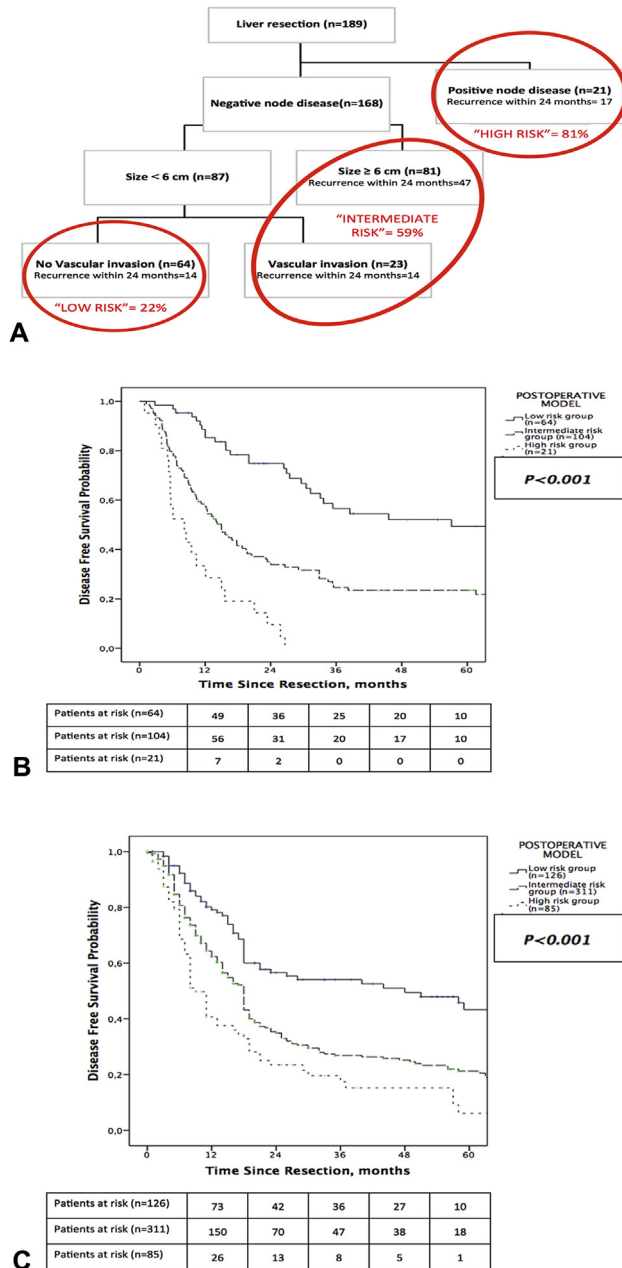 Liver resection (n=189)
Positive node disease (n=21)
Recurrence within 24 months= 17
"HIGH RISK"= 81%
Negative node disease(n=168)
Size < 6 cm (n=87)
Size ≥ 6 cm (n=81)
Recurrence within 24 months=47
"INTERMEDIATE
RISK"= 59%
No Vascular invasion (n=64)
Recurrence within 24 months=14
"LOW RISK"= 22%
Vascular invasion (n=23)
Recurrence within 24 months=14
A
Disease Free Survival Probability
1,0
0,8
0,6
0,4
0,2
0,0
0 12 24 36 48 60
Time Since Resection, months
POSTOPERATIVE
MODEL
Low risk group
(n=64)
Intermediate risk
group (n=104)
High risk group
(n=21)
P<0.001
Patients at risk (n=64) 49 36 25 20 10
Patients at risk (n=104) 56 31 20 17 10
Patients at risk (n=21) 7 2 0 0 0
B
Disease Free Survival Probability
1,0
0,8
0,6
0,4
0,2
0,0
0 12 24 36 48 60
Time Since Resection, months
POSTOPERATIVE
MODEL
Low risk group
(n=126)
Intermediate risk
group (n=311)
High risk group
(n=85)
P<0.001
Patients at risk (n=126) 73 42 36 27 10
Patients at risk (n=311) 150 70 47 38 18
Patients at risk (n=85) 26 13 8 5 1
C